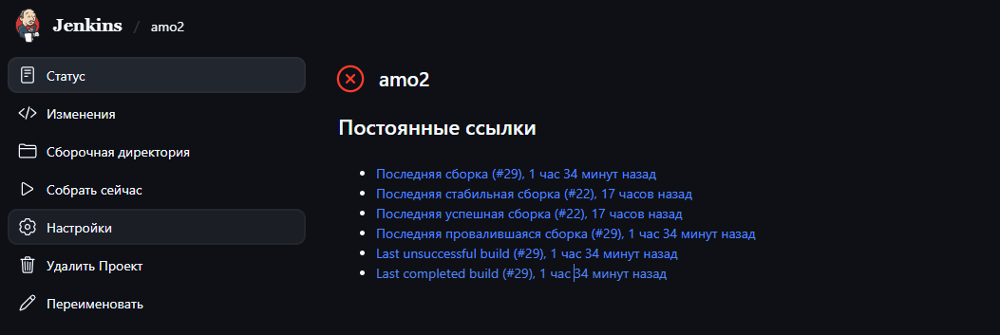 Jenkins / amo2
Статус
Изменения
Сборочная директория
Собрать сейчас
Настройки
Удалить Проект
Переименовать
amo2
Постоянные ссылки
Последняя сборка (#29), 1 час 34 минут назад
Последняя стабильная сборка (#22), 17 часов назад
Последняя успешная сборка (#22), 17 часов назад
Последняя провалившаяся сборка (#29), 1 час 34 минут назад
Last unsuccessful build (#29), 1 час 34 минут назад
Last completed build (#29), 1 час 34 минут назад